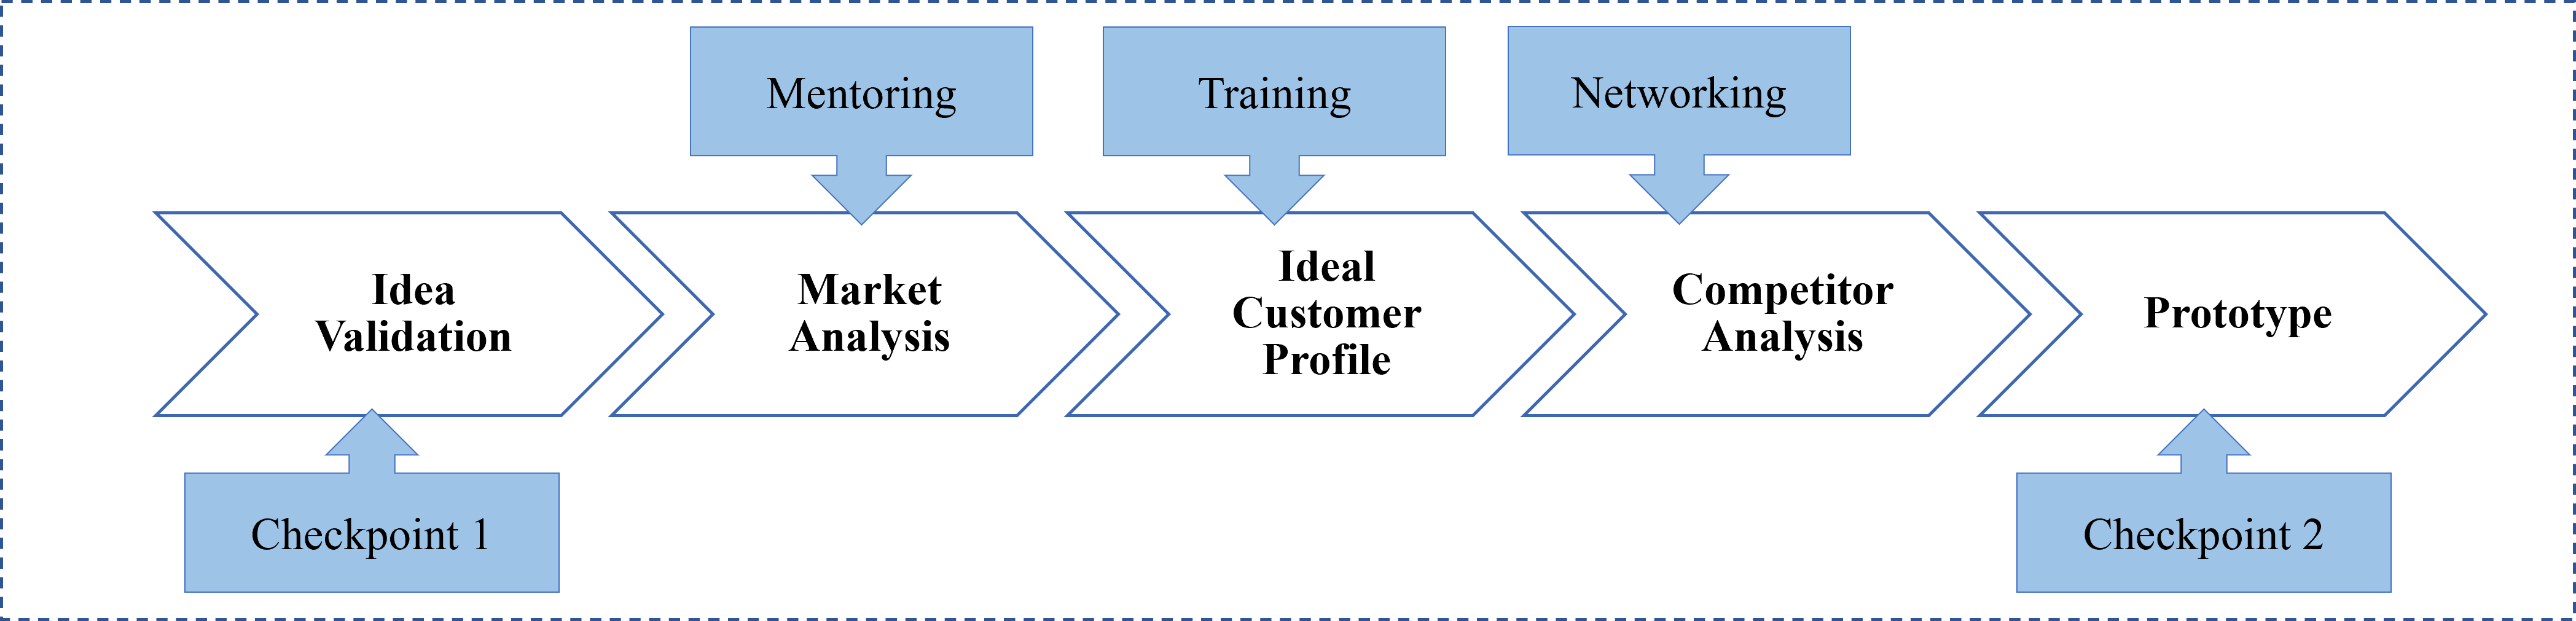 Mentoring
Training
Networking
Idea
Validation
Market
Analysis
Ideal
Customer
Profile
Competitor
Analysis
Prototype
Checkpoint 1
Checkpoint 2